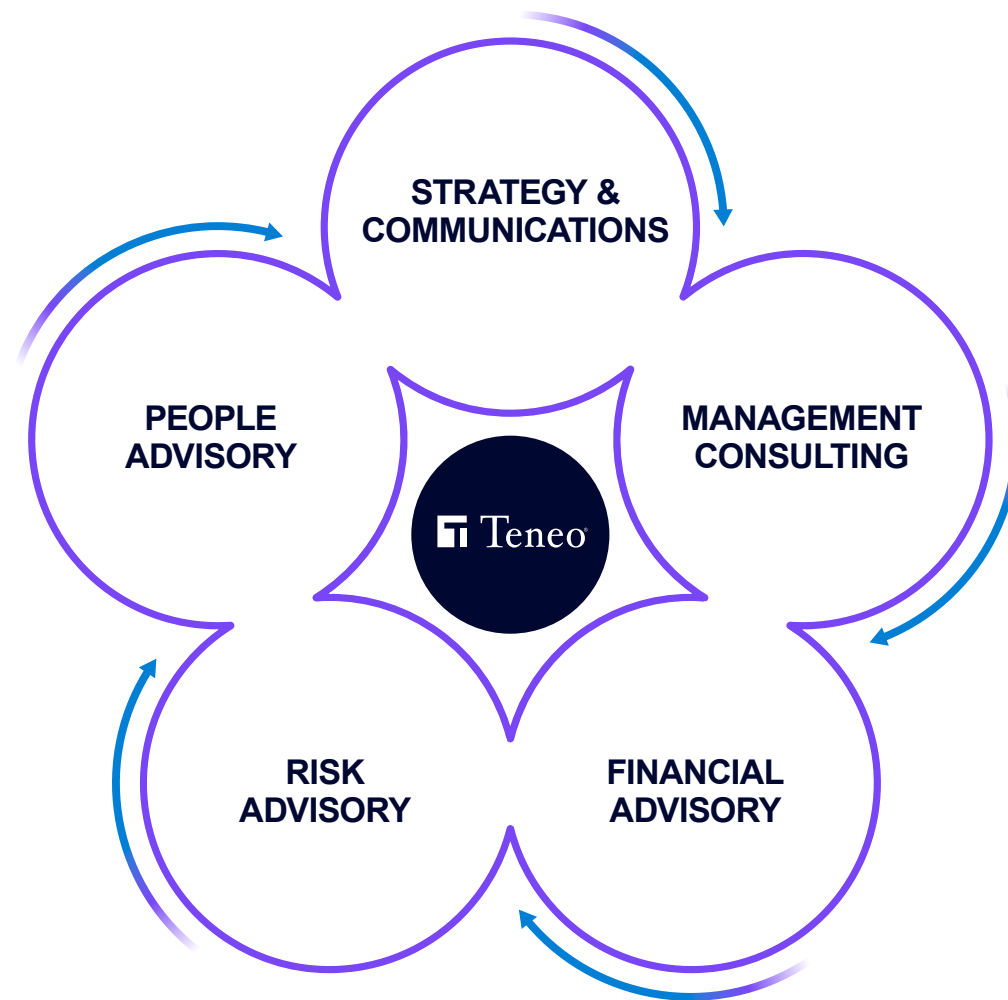 STRATEGY &
COMMUNICATIONS
PEOPLE
ADVISORY
MANAGEMENT
CONSULTING
Teneo
RISK
ADVISORY
FINANCIAL
ADVISORY